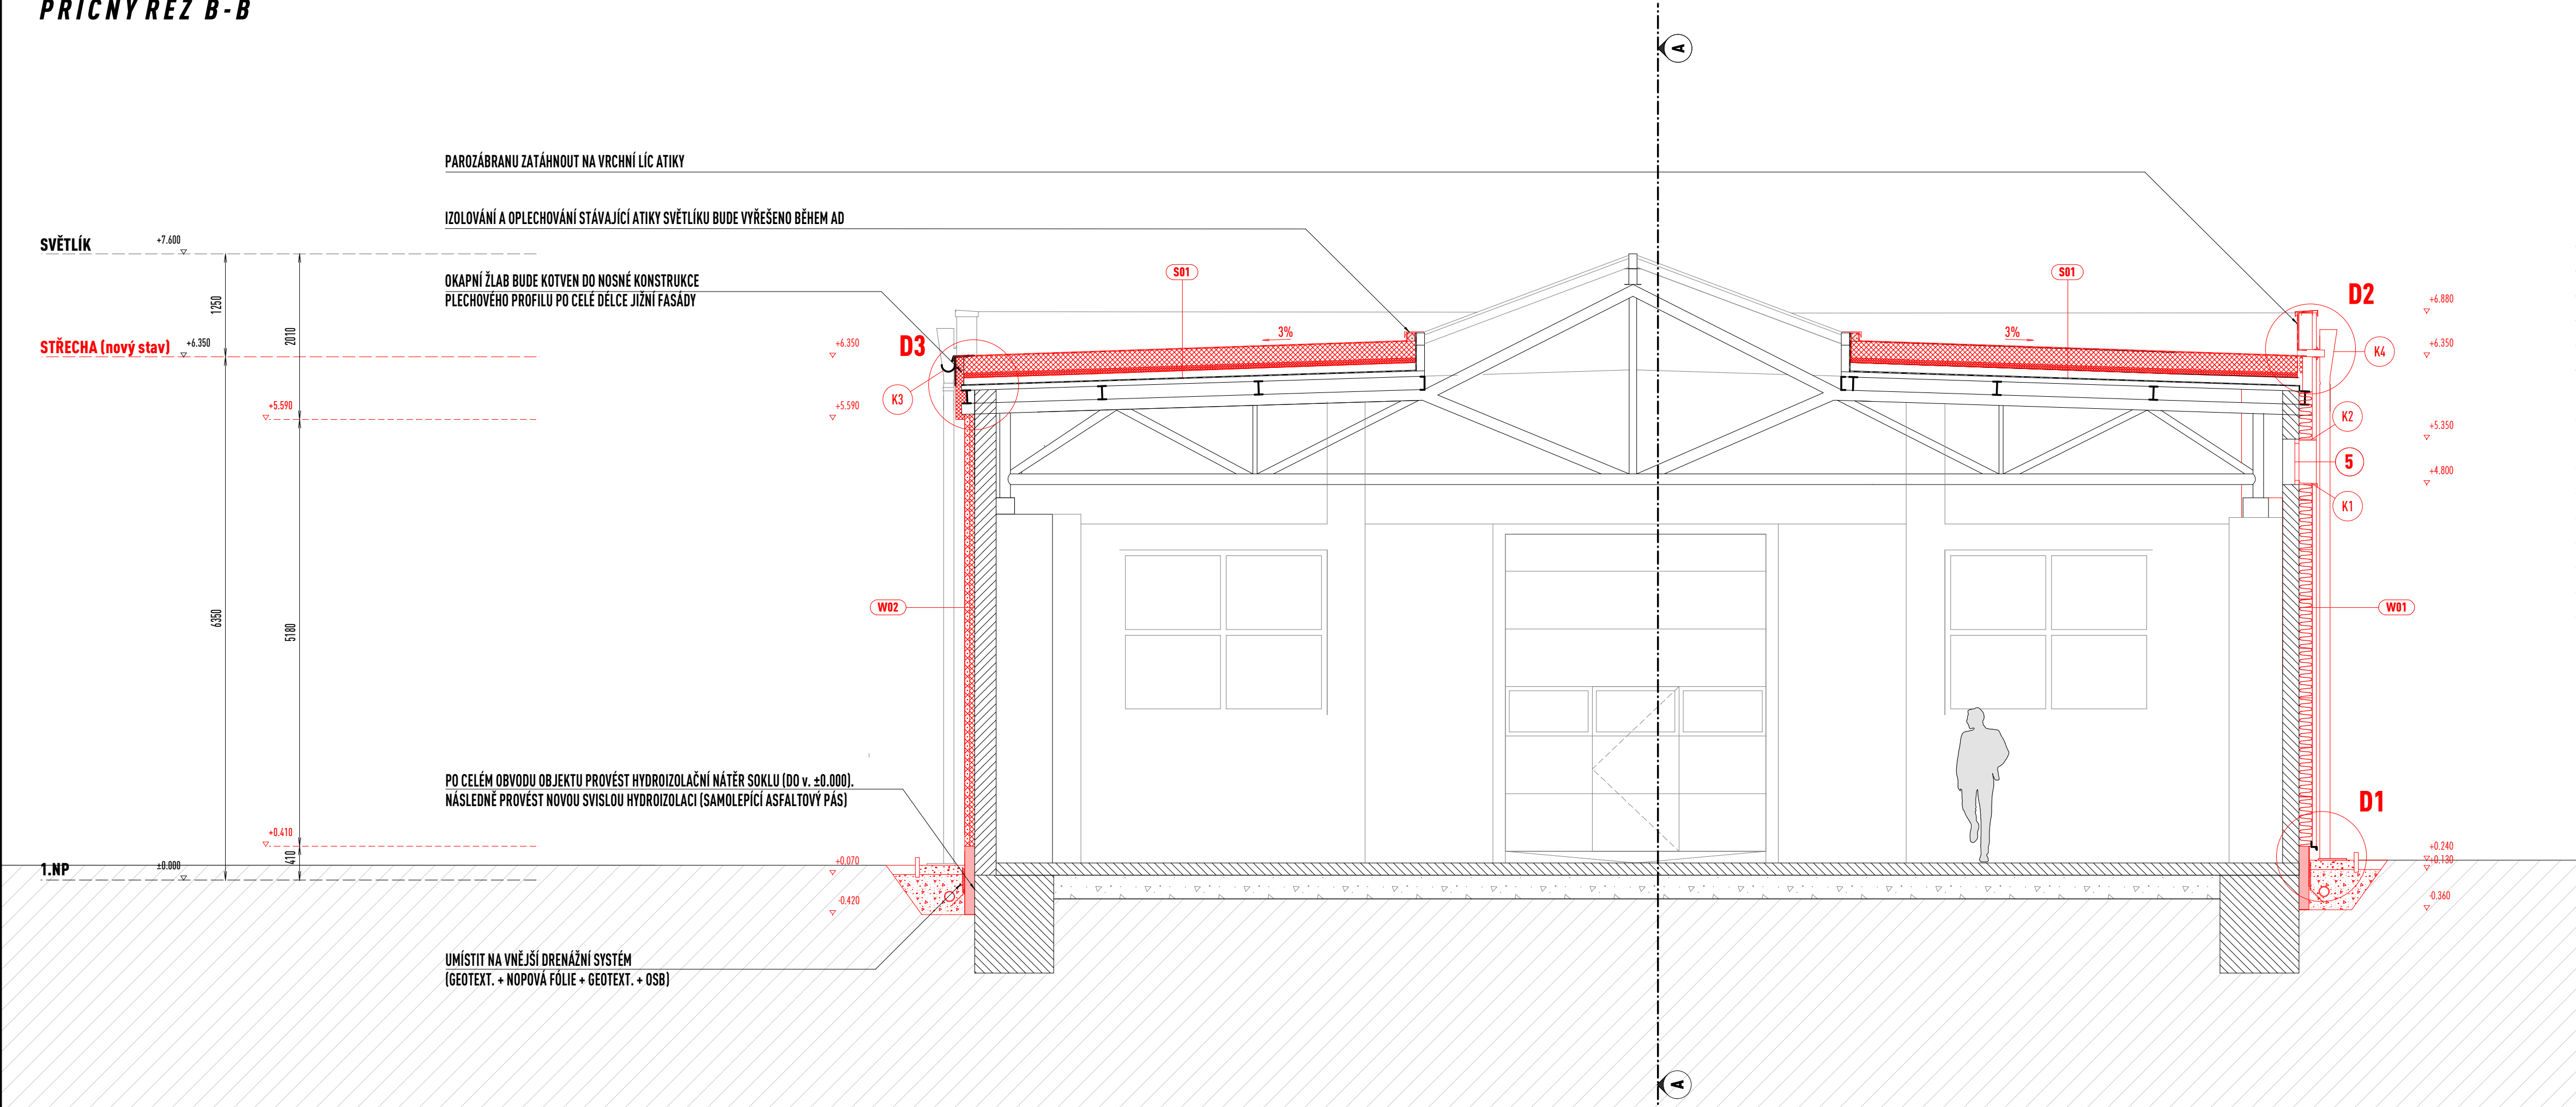 PŘÍČNÝ ŘEZ B-B
A
PAROZÁBRANU ZATÁHNOUT NA VRCHNÍ LÍC ATIKY
IZOLOVÁNÍ A OPLECHOVÁNÍ STÁVAJÍCÍ ATIKY SVĚTLÍKU BUDE VYŘEŠENO BĚHEM AD
SVĚTLÍK
+7.600
OKAPNÍ ŽLAB BUDE KOTVEN DO NOSNÉ KONSTRUKCE
PLECHOVÉHO PROFILU PO CELÉ DÉLCE JIŽNÍ FASÁDY
S01
S01
D2
+6.880
1250
2010
3%
3%
STŘECHA (nový stav)
+6.350
+6.350
D3
+6.350
K4
K3
+5.590
+5.590
K2
+5.350
5
+4.800
K1
6350
5180
W02
W01
PO CELÉM OBVODU OBJEKTU PROVÉST HYDROIZOLAČNÍ NÁTĚR SOKLU (DO v. ±0.000).
NÁSLEDNĚ PROVÉST NOVOU SVISLOU HYDROIZOLACI (SAMOLEPÍCÍ ASFALTOVÝ PÁS)
D1
+0.410
410
1.NP
±0.000
+0.070
+0.240
+0.130
-0.420
-0.360
UMÍSTIT NA VNĚJŠÍ DRENÁŽNÍ SYSTÉM
(GEOTEXT. + NOPOVÁ FÓLIE + GEOTEXT. + OSB)
A